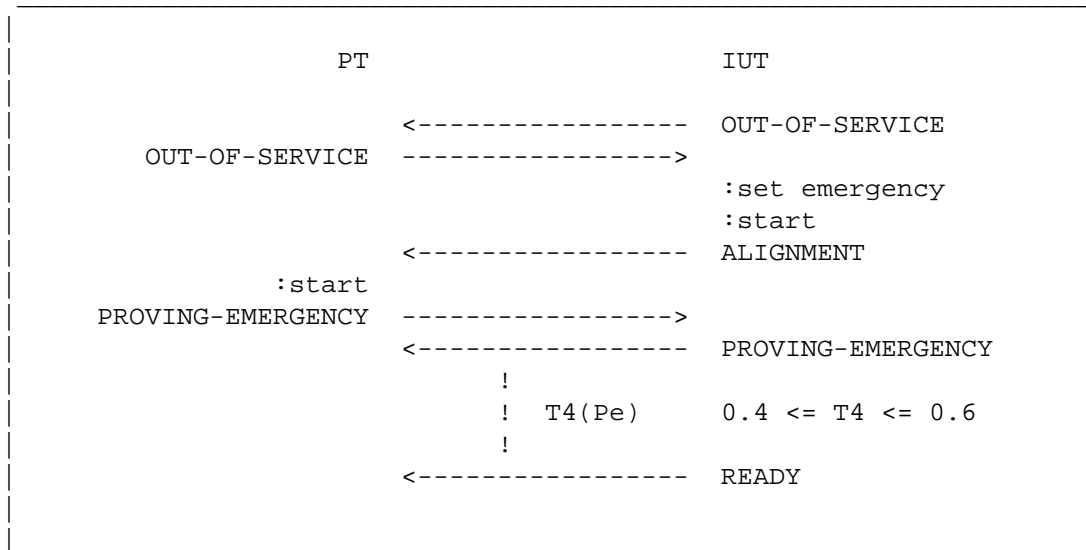 PT IUT
<----------------- OUT-OF-SERVICE
OUT-OF-SERVICE ----------------->
:set emergency
:start
<----------------- ALIGNMENT
:start
PROVING-EMERGENCY ----------------->
<----------------- PROVING-EMERGENCY
!
! T4(Pe) 0.4 <= T4 <= 0.6
!
<----------------- READY